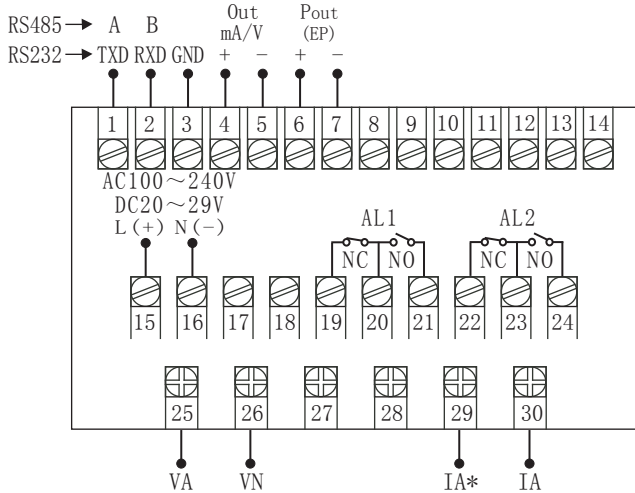 Out Pout
RS485 A B mA/V (EP)
RS232 TXD RXD GND + − + −
1 2 3 4 5 6 7 8 9 10 11 12 13 14
AC100～240V
DC20～29V
L(+) N(−)
AL1 AL2
NC NO NC NO
15 16 17 18 19 20 21 22 23 24
25 26 27 28 29 30
VA VN IA* IA